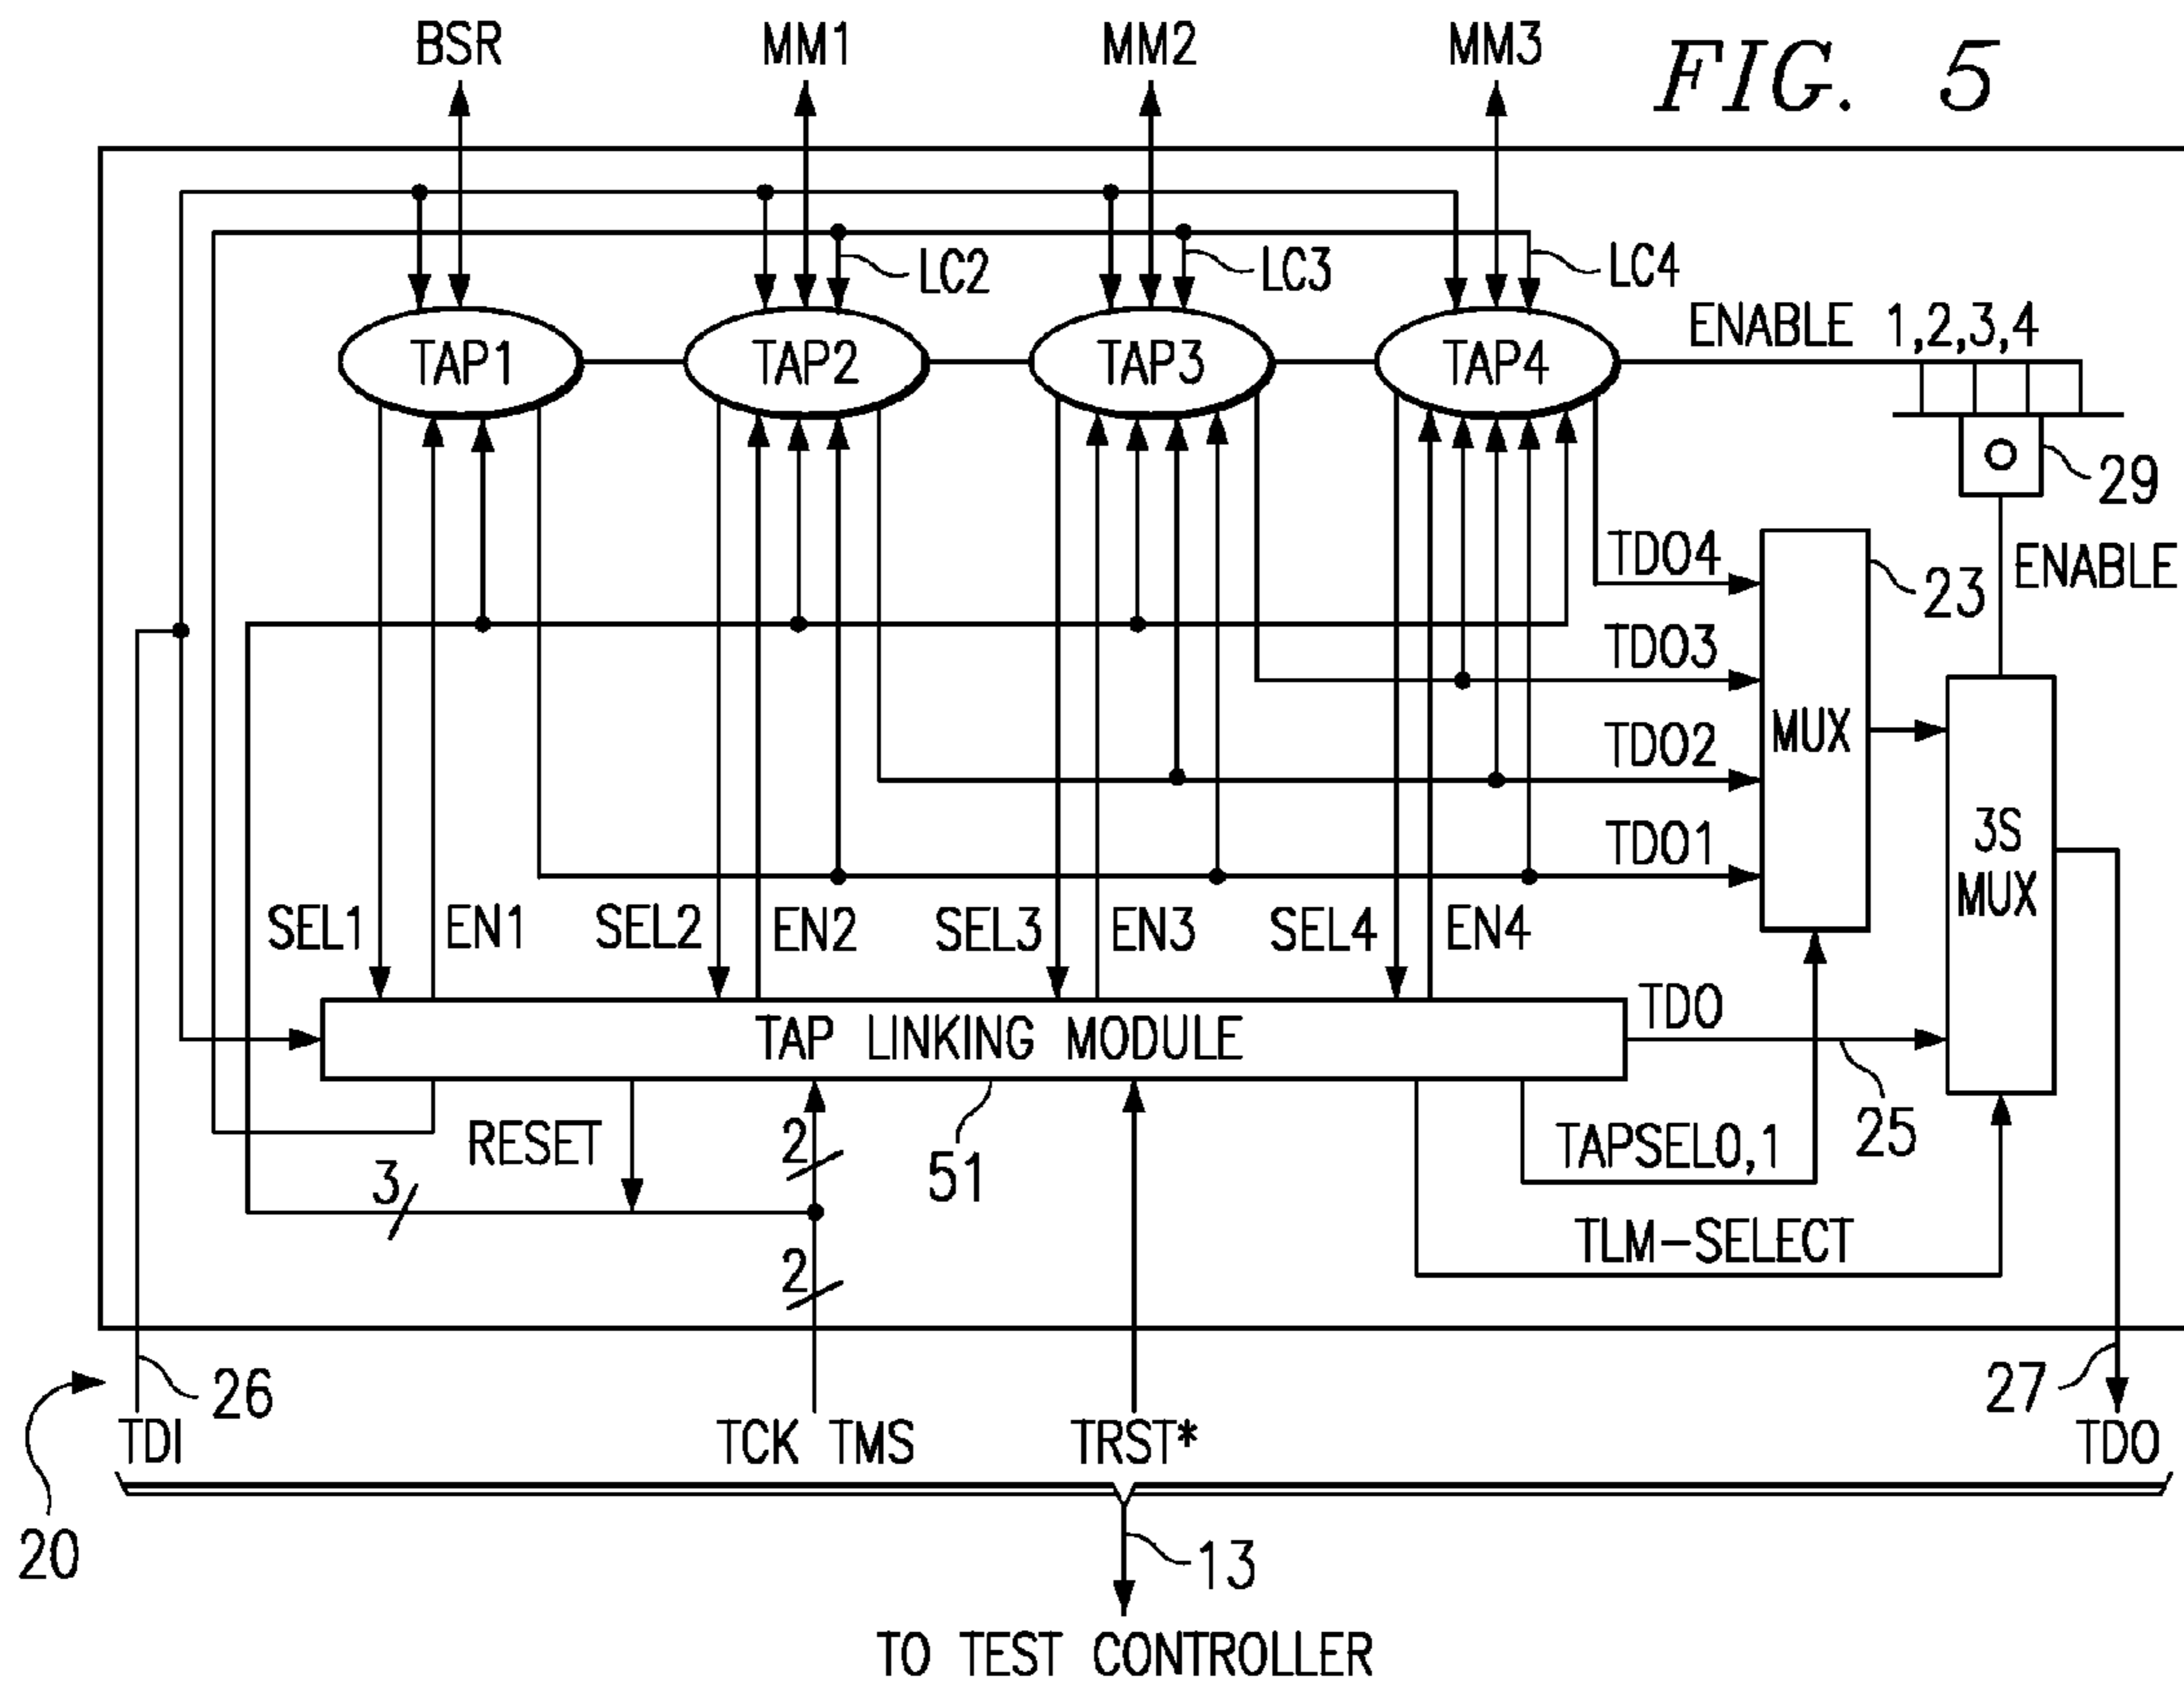 BSR MM1 MM2 MM3 FIG. 5
LC2 LC3 LC4
ENABLE 1,2,3,4
TAP1 TAP2 TAP3 TAP4
29
TDO4 ENABLE
23
TDO3
TDO2 MUX
TDO1 3S
MUX
SEL1 EN1 SEL2 EN2 SEL3 EN3 SEL4 EN4
TDO
TAP LINKING MODULE
RESET 2 51 TAPSEL0,1 25
3
TLM-SELECT
2
26 27
TDI TCK TMS TRST* TDO
20 13
TO TEST CONTROLLER